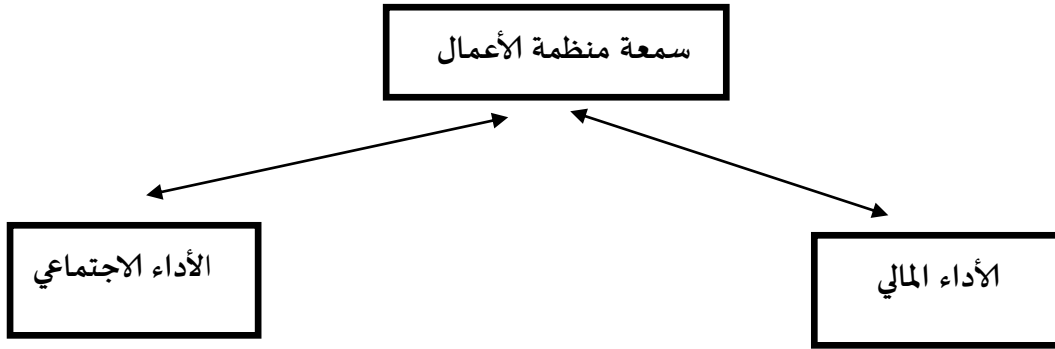 سمعة منظمة الأعمال
الأداء المالي
الأداء الاجتماعي